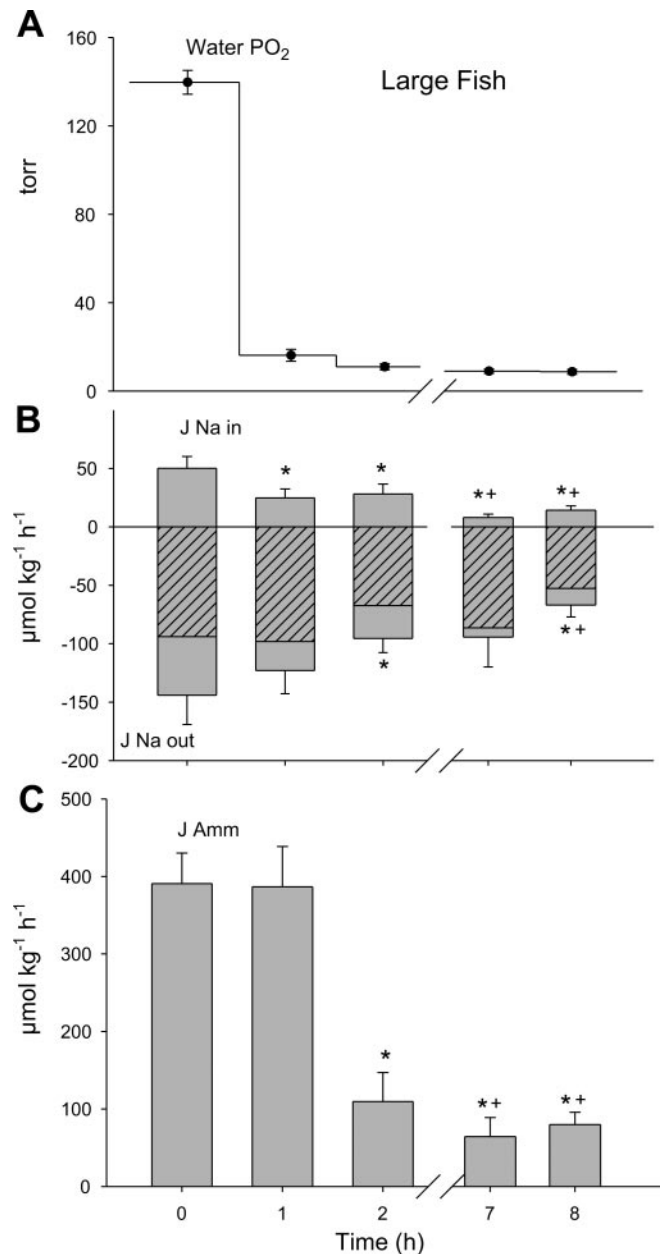 A
160
Water PO2
Large Fish
120
torr
80
40
0
B
J Na in
50
*
*
*+
*+
0
µmol kg-1 h-1
-50
-100
*
*+
-150
J Na out
-200
C
500
J Amm
400
µmol kg-1 h-1
300
200
*
*+
*+
100
0
0 1 2 7 8
Time (h)